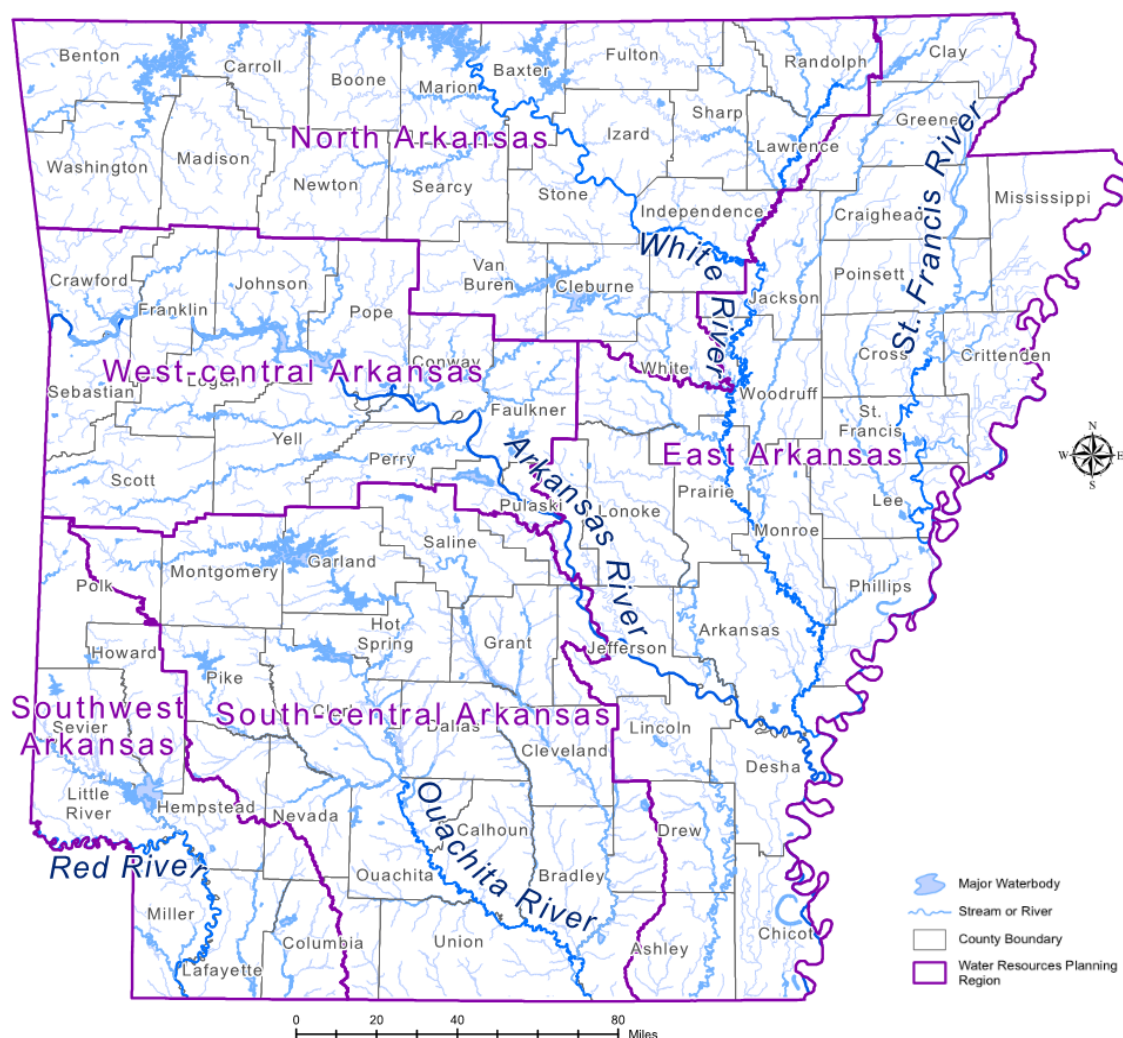 Benton
Carroll
Boone
Marion
Baxter
Fulton
Randolph
Clay
Sharp
Greene
North Arkansas
Izard
Lawrence
Washington
Madison
Newton
Searcy
Stone
Mississippi
Independence
Craighead
St. Francis River
White River
Van
Buren
Cleburne
Crawford
Johnson
Franklin
Pope
Jackson
Poinsett
Conway
White
Cross
Crittenden
West-central Arkansas
Logan
Sebastian
Woodruff
Faulkner
St.
Francis
Yell
East Arkansas
Perry
Arkansas River
Scott
Prairie
Pulaski
Lonoke
Lee
Monroe
N
W
E
S
Saline
Garland
Montgomery
Polk
Phillips
Hot
Spring
Grant
Arkansas
Jefferson
Howard
Pike
Southwest
Arkansas
South-central Arkansas
Clark
Dallas
Sevier
Cleveland
Lincoln
Desha
Little
River
Hempstead
Nevada
Ouachita River
Calhoun
Drew
Red River
Ouachita
Bradley
Miller
Lafayette
Columbia
Union
Ashley
Chicot
Major Waterbody
Stream or River
County Boundary
Water Resources Planning
Region
0 20 40 60 80
Miles